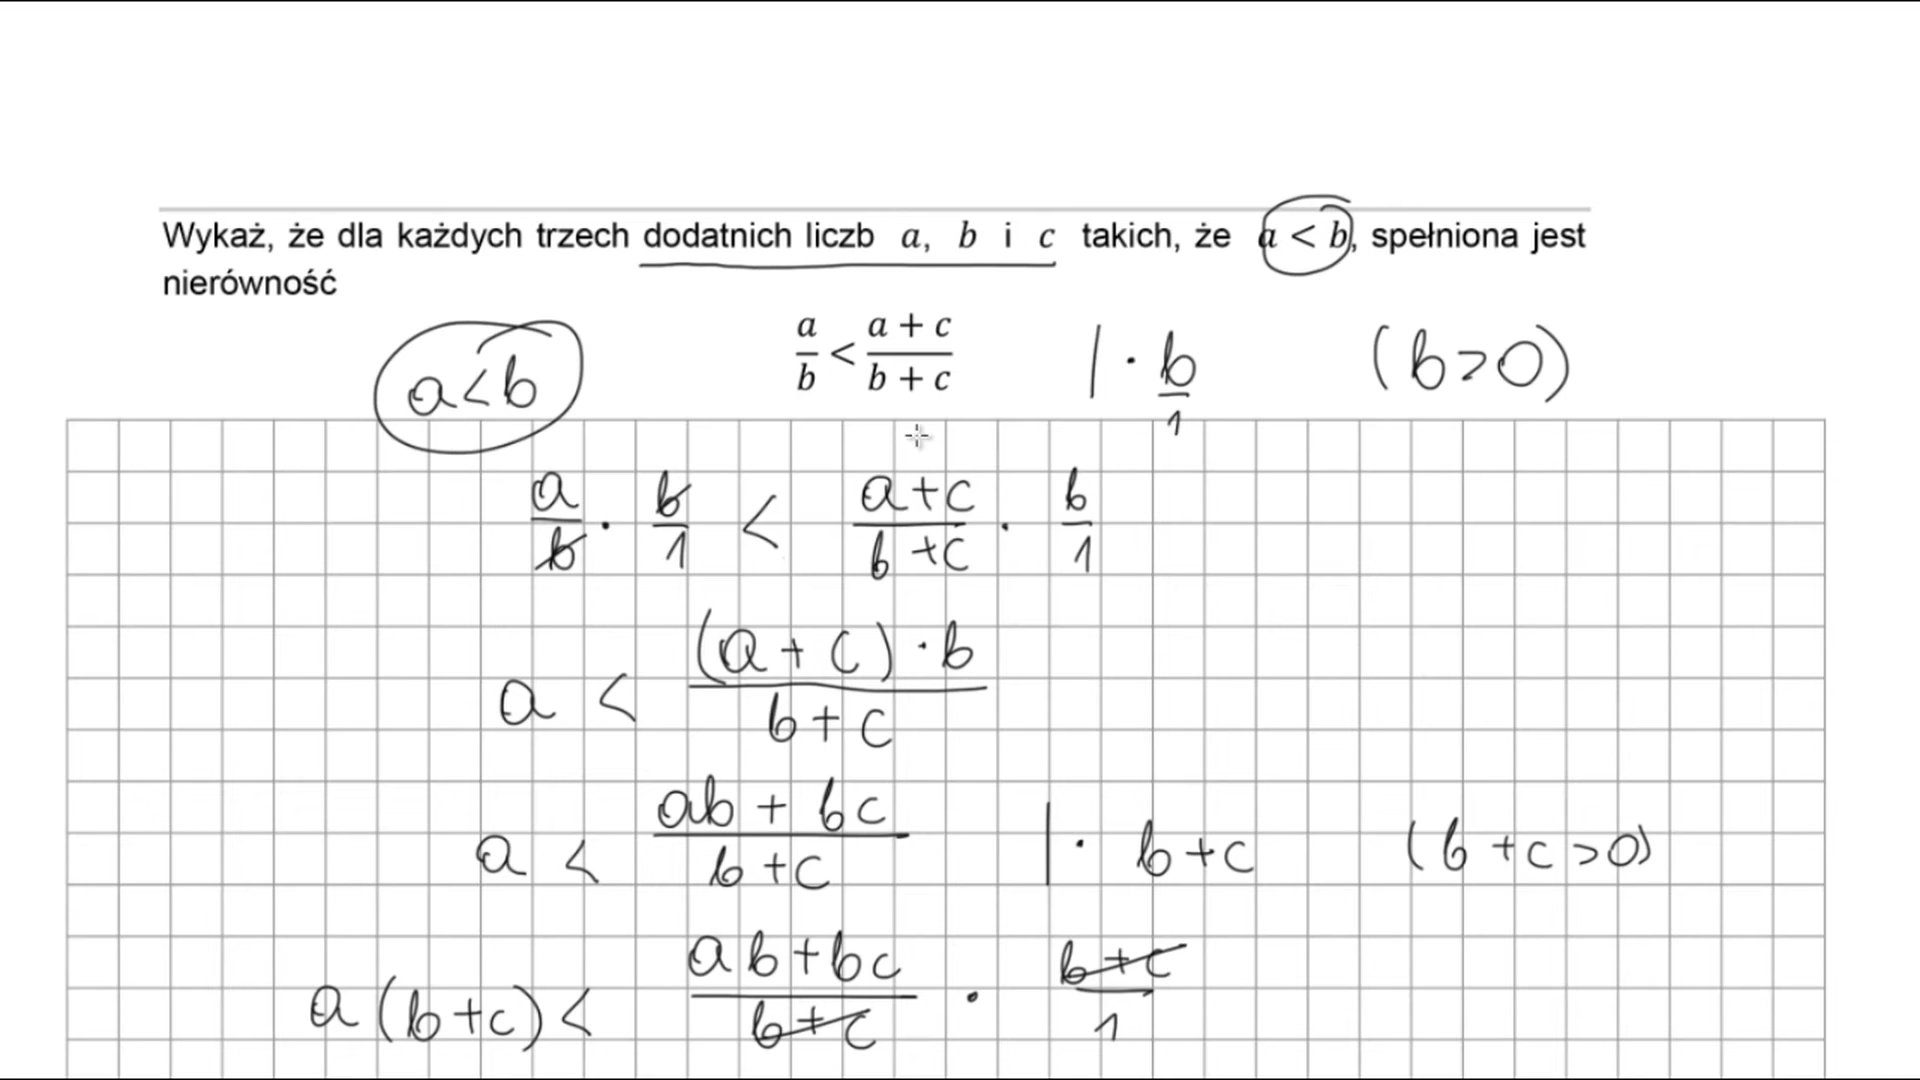 Wykaż, że dla każdych trzech dodatnich liczb a, b i c takich, że a < b, spełniona jest
nierówność
a < b
a/b < (a + c)/(b + c) | · b/1 (b > 0)
a/b · b/1 < (a + c)/(b + c) · b/1
a < ((a + c) · b)/(b + c)
a < (ab + bc)/(b + c) | · b + c (b + c > 0)
a(b + c) < (ab + bc)/(b + c) · (b + c)/1